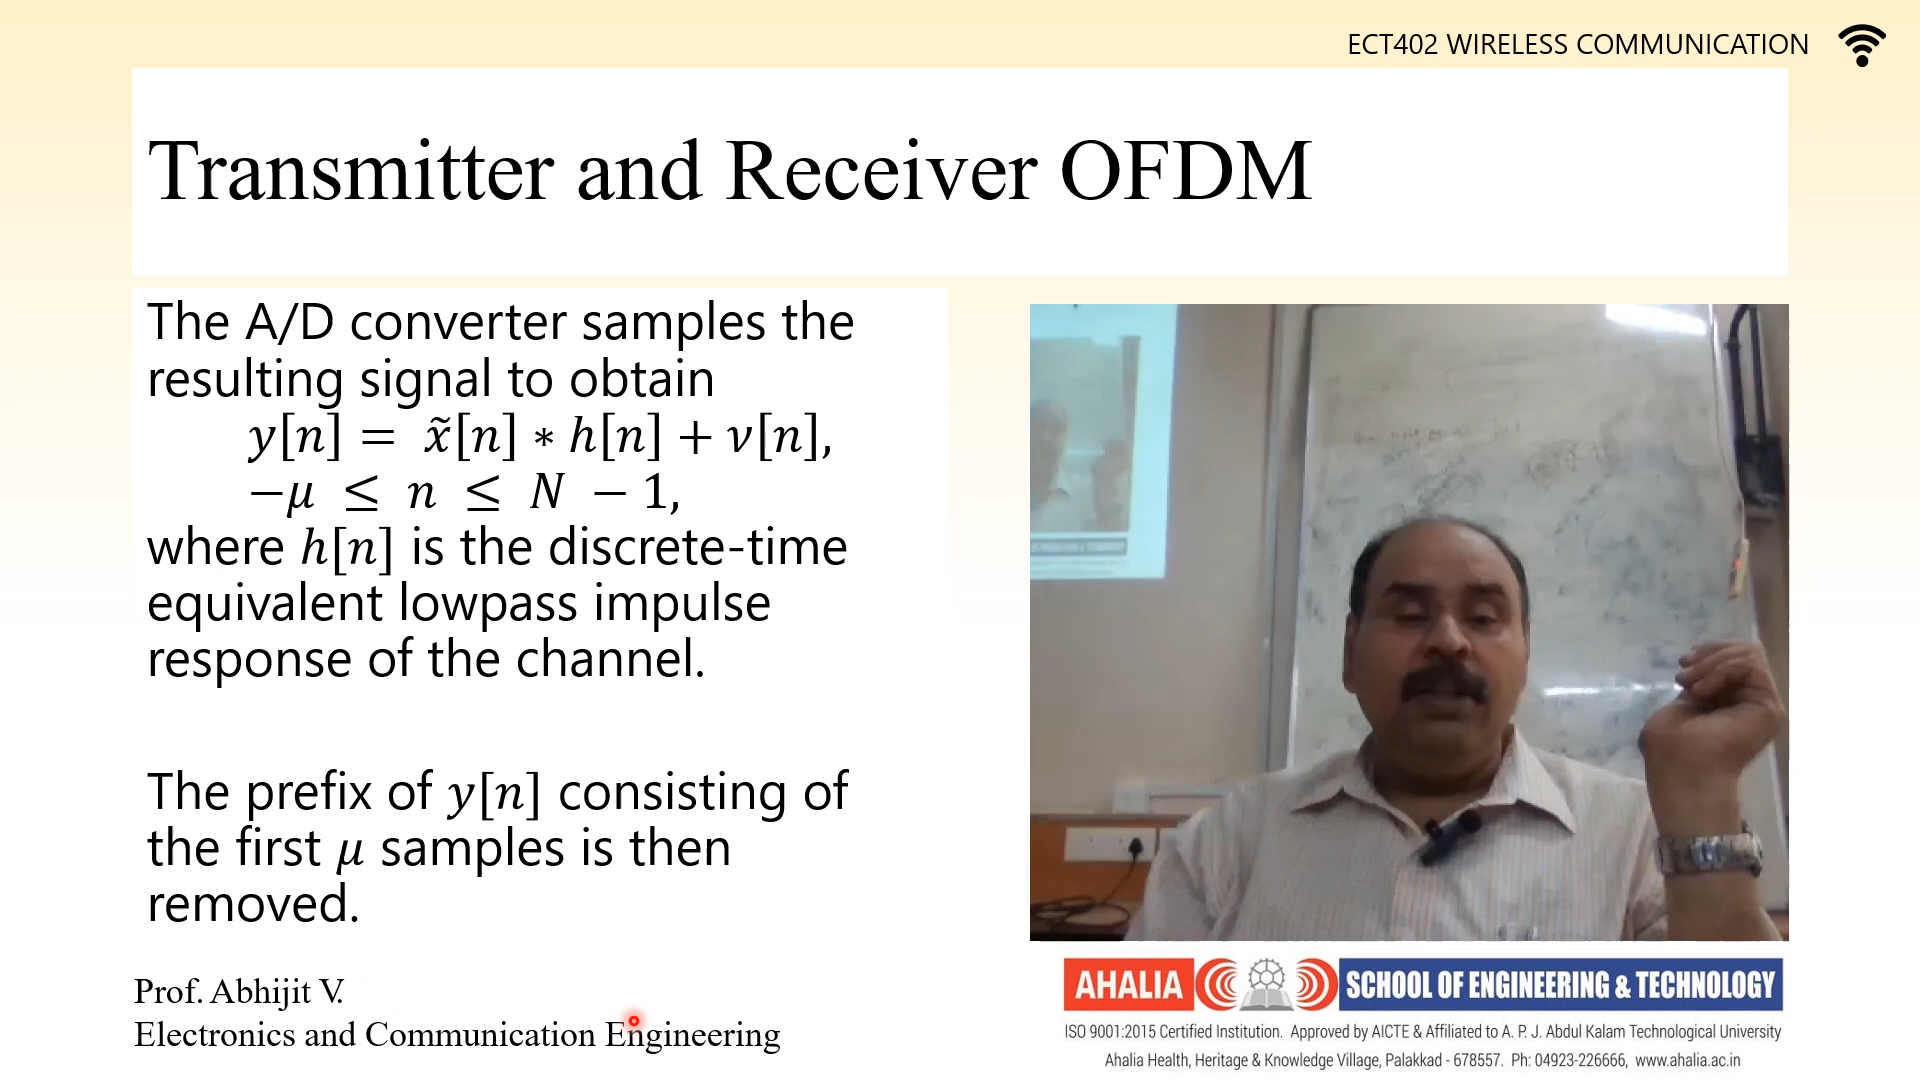 ECT402 WIRELESS COMMUNICATION
Transmitter and Receiver OFDM
The A/D converter samples the
resulting signal to obtain
y[n] = x̃[n] ∗ h[n] + ν[n],
−μ ≤ n ≤ N − 1,
where h[n] is the discrete-time
equivalent lowpass impulse
response of the channel.
The prefix of y[n] consisting of
the first μ samples is then
removed.
Prof. Abhijit V.
Electronics and Communication Engineering
AHALIA SCHOOL OF ENGINEERING & TECHNOLOGY
ISO 9001:2015 Certified Institution. Approved by AICTE & Affiliated to A. P. J. Abdul Kalam Technological University
Ahalia Health, Heritage & Knowledge Village, Palakkad - 678557. Ph: 04923-226666, www.ahalia.ac.in